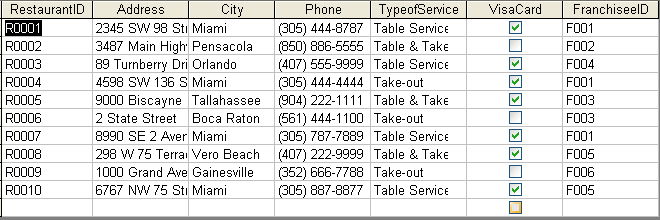 RestaurantID Address City Phone TypeofService VisaCard FranchiseeID
R0001 2345 SW 98 St Miami (305) 444-8787 Table Service F001
R0002 3487 Main High Pensacola (850) 886-5555 Table & Take F002
R0003 89 Turnberry Dri Orlando (407) 555-9999 Table Service F004
R0004 4598 SW 136 S Miami (305) 444-4444 Take-out F001
R0005 9000 Biscayne Tallahassee (904) 222-1111 Table & Take F003
R0006 2 State Street Boca Raton (561) 444-1100 Take-out F003
R0007 8990 SE 2 Aven Miami (305) 787-7889 Table Service F001
R0008 298 W 75 Terra Vero Beach (407) 222-9999 Table & Take F005
R0009 1000 Grand Ave Gainesville (352) 666-7788 Take-out F006
R0010 6767 NW 75 St Miami (305) 887-8877 Table Service F005